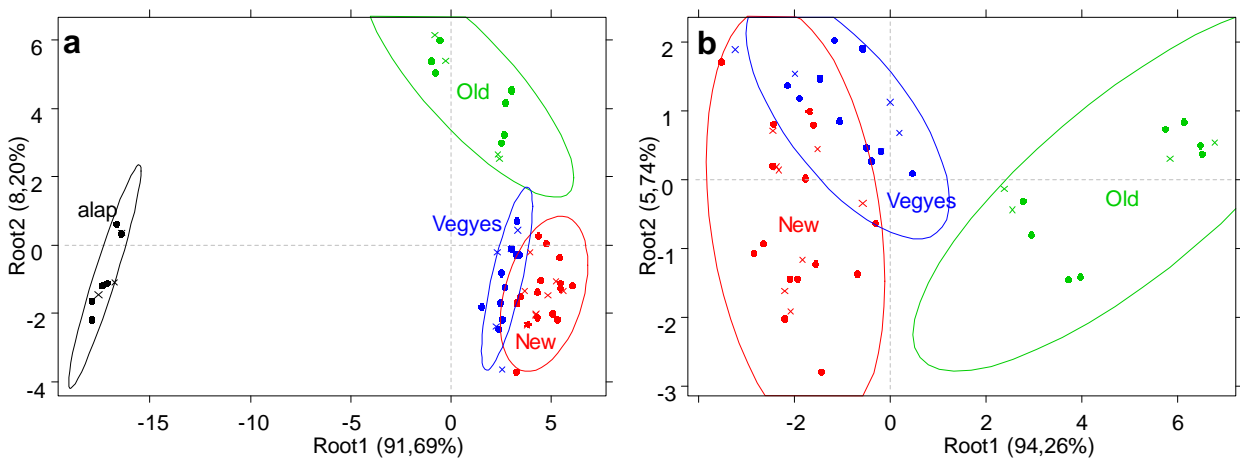 a
6
4
2
0
-2
-4
Root2 (8,20%)
Old
alap
Vegyes
New
-15
-10
-5
0
5
Root1 (91,69%)
b
2
1
0
-1
-2
-3
Root2 (5,74%)
Vegyes
Old
New
-2
0
2
4
6
Root1 (94,26%)